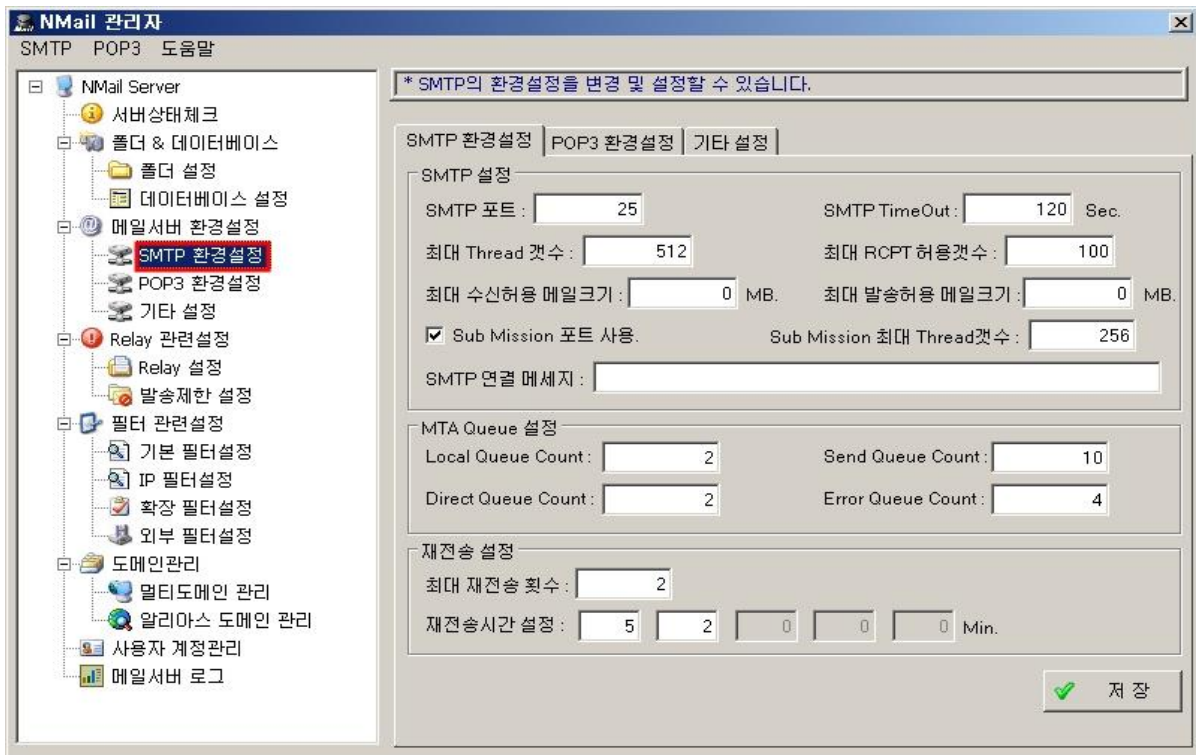 NMail 관리자
SMTP POP3 도움말
NMail Server
서버상태체크
폴더 & 데이터베이스
폴더 설정
데이터베이스 설정
메일서버 환경설정
SMTP 환경설정
POP3 환경설정
기타 설정
Relay 관련설정
Relay 설정
발송제한 설정
필터 관련설정
기본 필터설정
IP 필터설정
확장 필터설정
외부 필터설정
도메인관리
멀티도메인 관리
알리아스 도메인 관리
사용자 계정관리
메일서버 로그
* SMTP의 환경설정을 변경 및 설정할 수 있습니다.
SMTP 환경설정 POP3 환경설정 기타 설정
SMTP 설정
SMTP 포트 : 25 SMTP TimeOut : 120 Sec.
최대 Thread 갯수 : 512 최대 RCPT 허용갯수 : 100
최대 수신허용 메일크기 : 0 MB. 최대 발송허용 메일크기 : 0 MB.
Sub Mission 포트 사용. Sub Mission 최대 Thread갯수 : 256
SMTP 연결 메세지 :
MTA Queue 설정
Local Queue Count : 2 Send Queue Count : 10
Direct Queue Count : 2 Error Queue Count : 4
재전송 설정
최대 재전송 횟수 : 2
재전송시간 설정 : 5 2 0 0 0 Min.
저 장